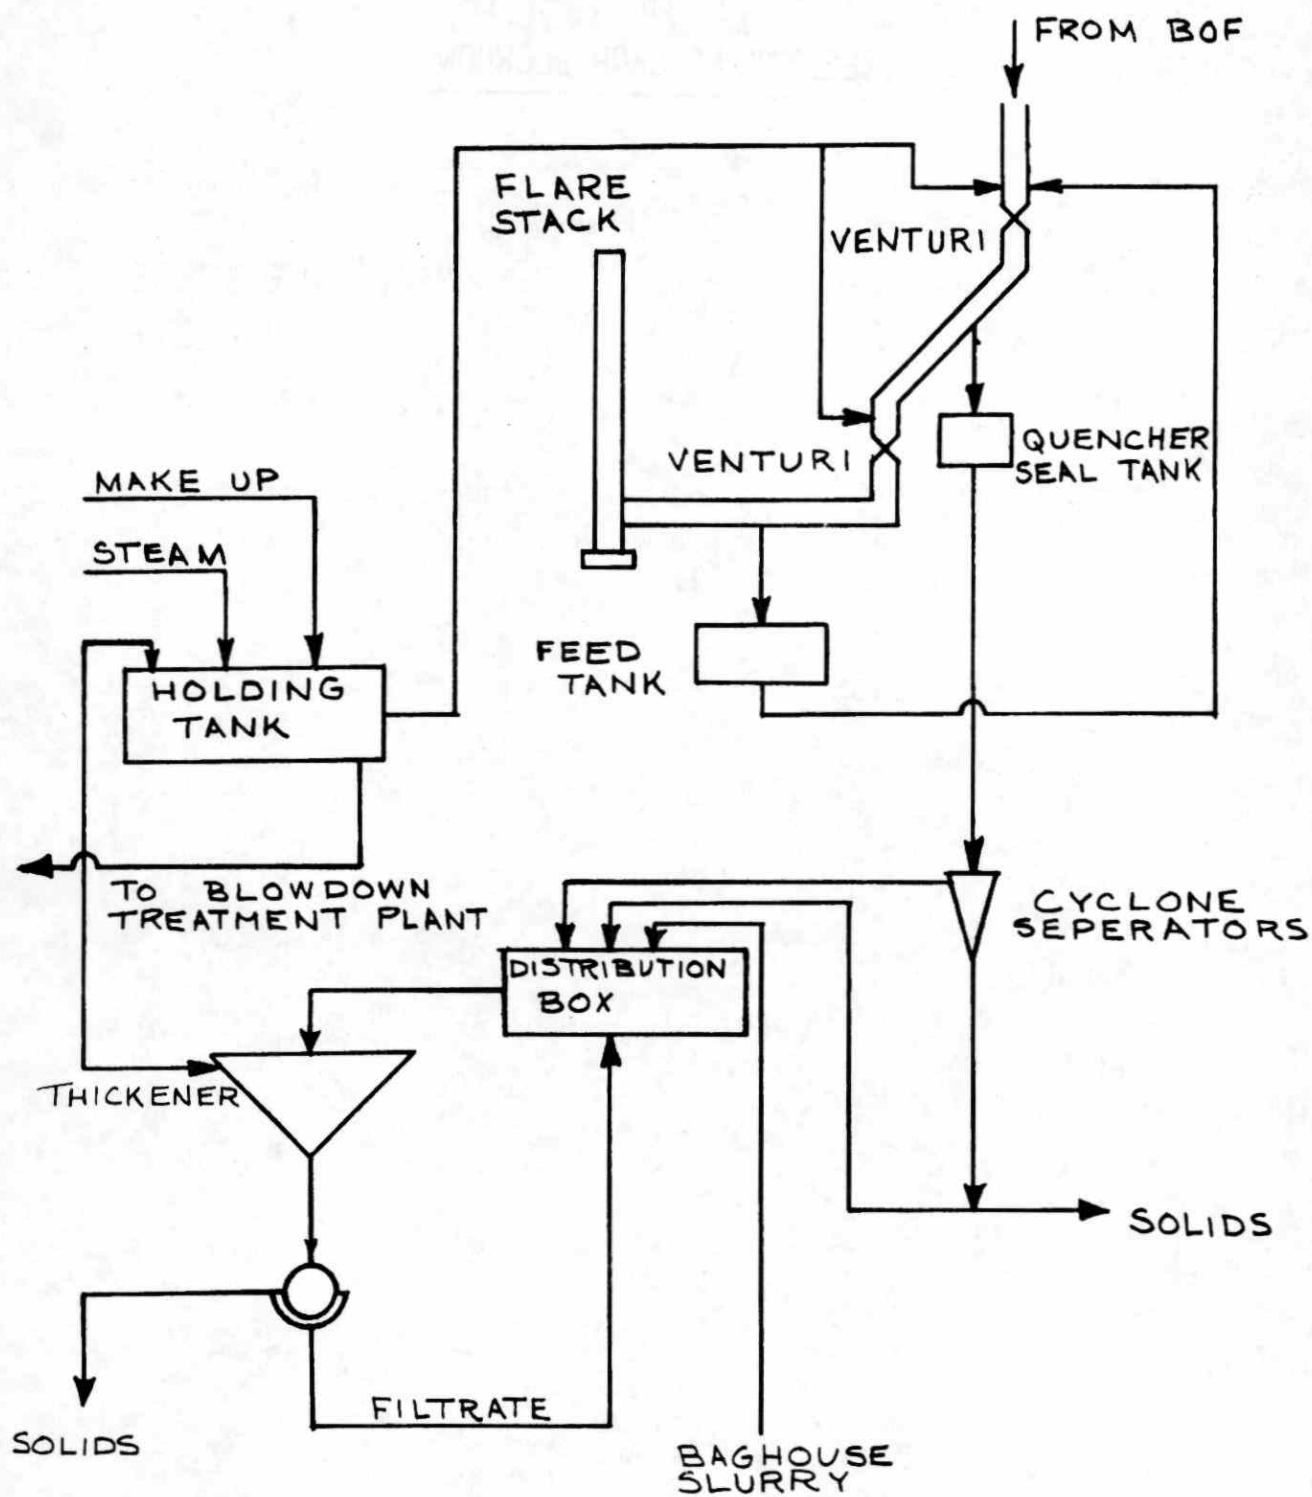 FROM BOF
FLARE
STACK
VENTURI
VENTURI
QUENCHER
SEAL TANK
MAKE UP
STEAM
FEED
TANK
HOLDING
TANK
TO BLOWDOWN
TREATMENT PLANT
CYCLONE
SEPERATORS
DISTRIBUTION
BOX
THICKENER
SOLIDS
FILTRATE
SOLIDS
BAGHOUSE
SLURRY